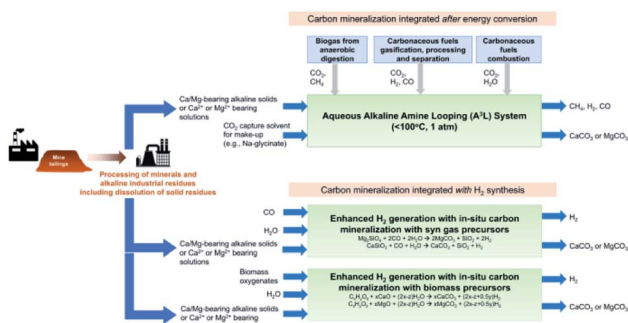 Carbon mineralization integrated after energy conversion
Biogas from
anaerobic
digestion
Carbonaceous fuels
gasification, processing
and separation
Carbonaceous
fuels
combustion
CO₂,
CH₄
CO₂,
H₂, CO
CO₂,
H₂O
Ca/Mg-bearing alkaline solids
or Ca²⁺ or Mg²⁺ bearing
solutions
CO₂ capture solvent
for make-up
(e.g., Na-glycinate)
Aqueous Alkaline Amine Looping (A³L) System
(<100°C, 1 atm)
CH₄, H₂, CO
CaCO₃ or MgCO₃
Mine
tailings
Processing of minerals and
alkaline industrial residues
including dissolution of solid residues
Carbon mineralization integrated with H₂ synthesis
CO
H₂O
Ca/Mg-bearing alkaline solids
or Ca²⁺ or Mg²⁺ bearing
solutions
Enhanced H₂ generation with in-situ carbon
mineralization with syn gas precursors
Mg₂SiO₄ + 2CO + 2H₂O → 2MgCO₃ + SiO₂ + 2H₂
CaSiO₃ + CO + H₂O → CaCO₃ + SiO₂ + H₂
H₂
CaCO₃ or MgCO₃
Biomass
oxygenates
H₂O
Ca/Mg-bearing alkaline solids
or Ca²⁺ or Mg²⁺ bearing
Enhanced H₂ generation with in-situ carbon
mineralization with biomass precursors
CₓHᵧO_z + xCaO + (2x-z)H₂O → xCaCO₃ + (2x-z+0.5y)H₂
CₓHᵧO_z + xMgO + (2x-z)H₂O → xMgCO₃ + (2x-z+0.5y)H₂
H₂
CaCO₃ or MgCO₃